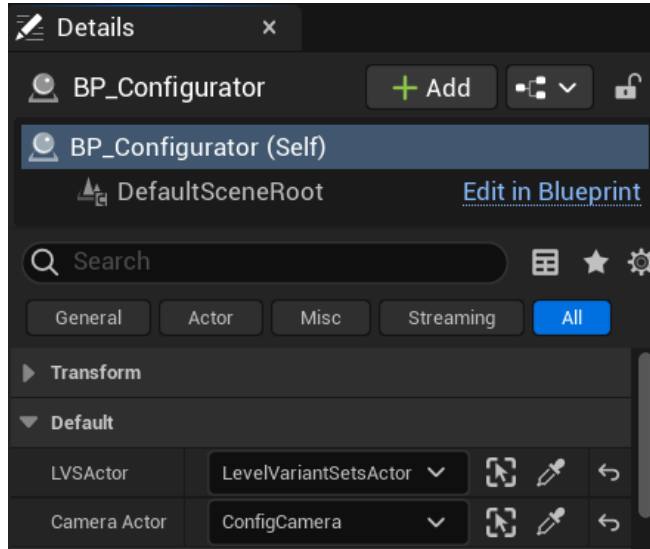 Details
BP_Configurator
Add
BP_Configurator (Self)
DefaultSceneRoot Edit in Blueprint
Search
General Actor Misc Streaming All
Transform
Default
LVSActor LevelVariantSetsActor
Camera Actor ConfigCamera